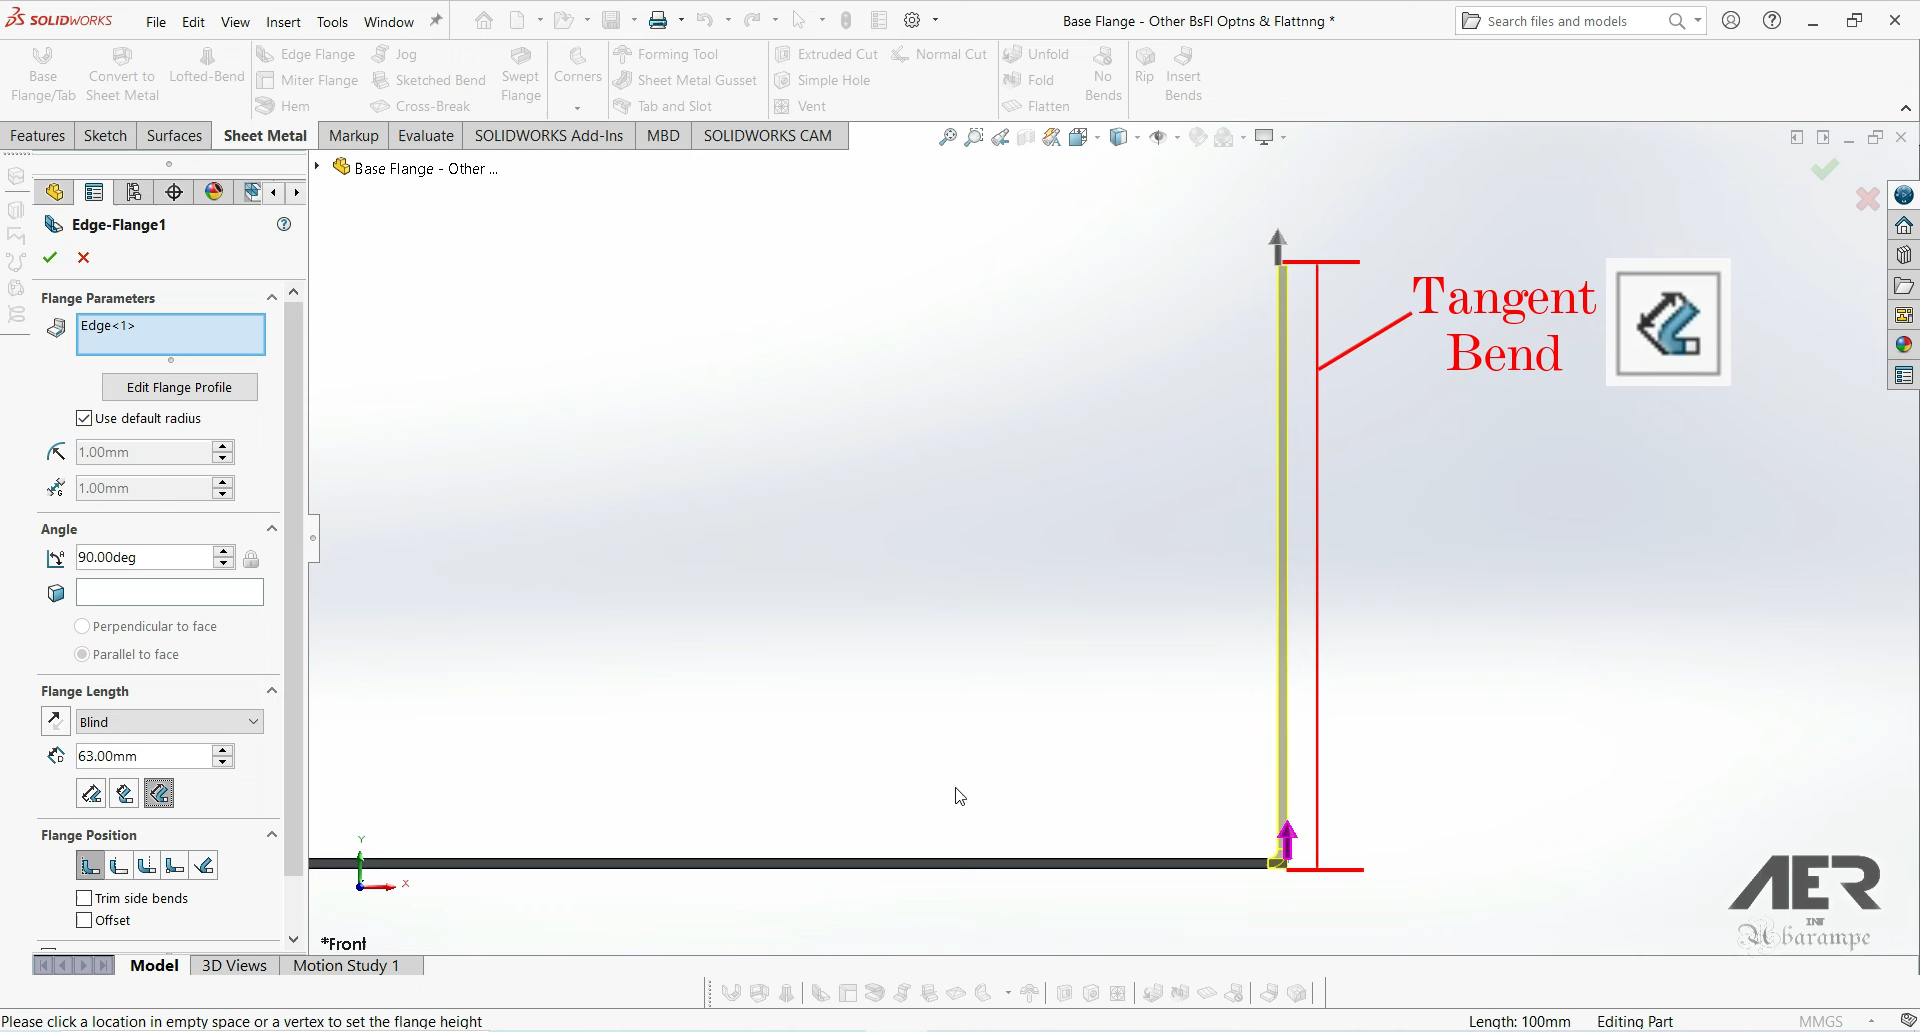 SOLIDWORKS
File Edit View Insert Tools Window
Base Flange - Other BsFl Optns & Flattnng *
Search files and models
Base Flange/Tab
Convert to Sheet Metal
Lofted-Bend
Edge Flange
Miter Flange
Hem
Jog
Sketched Bend
Cross-Break
Swept Flange
Corners
Forming Tool
Sheet Metal Gusset
Tab and Slot
Extruded Cut
Simple Hole
Vent
Normal Cut
Unfold
Fold
Flatten
No Bends
Rip
Insert Bends
Features Sketch Surfaces Sheet Metal Markup Evaluate SOLIDWORKS Add-Ins MBD SOLIDWORKS CAM
Base Flange - Other ...
Edge-Flange1
Flange Parameters
Edge<1>
Edit Flange Profile
Use default radius
1.00mm
1.00mm
Angle
90.00deg
Perpendicular to face
Parallel to face
Flange Length
Blind
63.00mm
Flange Position
Trim side bends
Offset
Tangent
Bend
Y
X
*Front
AER
INT
Abarampe
Model 3D Views Motion Study 1
Please click a location in empty space or a vertex to set the flange height
Length: 100mm Editing Part MMGS